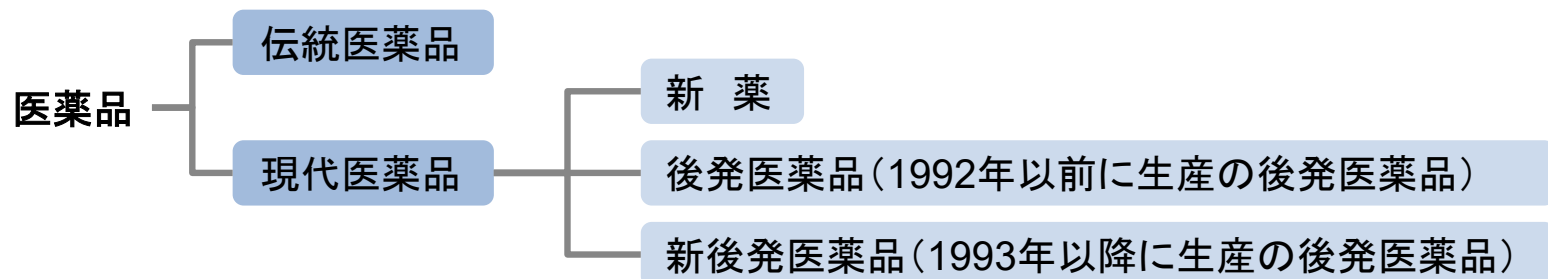 医薬品
伝統医薬品
現代医薬品
新 薬
後発医薬品（1992年以前に生産の後発医薬品）
新後発医薬品（1993年以降に生産の後発医薬品）